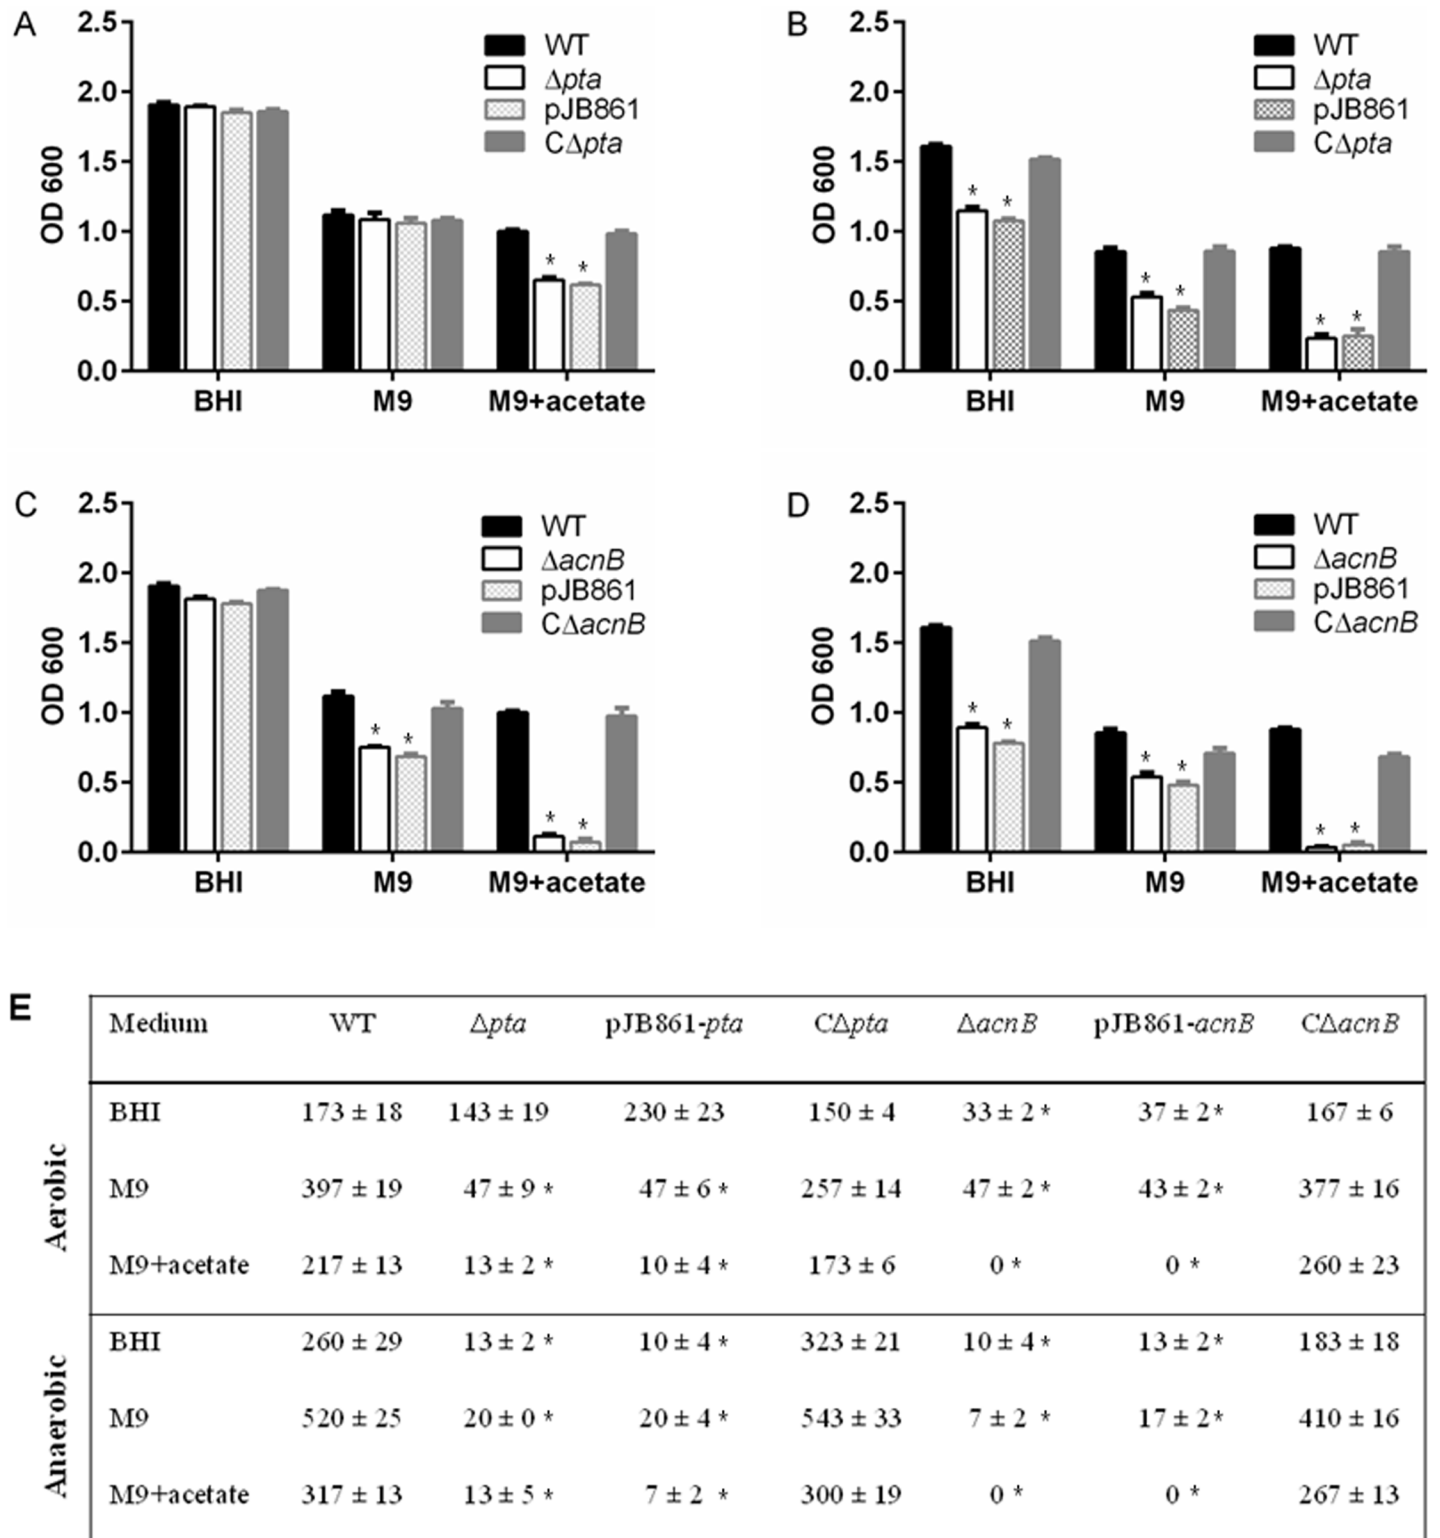 A
2.5
2.0
1.5
1.0
0.5
0.0
OD 600
WT
Δpta
pJB861
CΔpta
* *
BHI M9 M9+acetate
B
2.5
2.0
1.5
1.0
0.5
0.0
OD 600
WT
Δpta
pJB861
CΔpta
* *
* *
* *
BHI M9 M9+acetate
C
2.5
2.0
1.5
1.0
0.5
0.0
OD 600
WT
ΔacnB
pJB861
CΔacnB
* *
* *
BHI M9 M9+acetate
D
2.5
2.0
1.5
1.0
0.5
0.0
OD 600
WT
ΔacnB
pJB861
CΔacnB
* *
* *
* *
BHI M9 M9+acetate
E
Medium WT Δpta pJB861-pta CΔpta ΔacnB pJB861-acnB CΔacnB
Aerobic
BHI 173 ± 18 143 ± 19 230 ± 23 150 ± 4 33 ± 2 * 37 ± 2 * 167 ± 6
M9 397 ± 19 47 ± 9 * 47 ± 6 * 257 ± 14 47 ± 2 * 43 ± 2 * 377 ± 16
M9+acetate 217 ± 13 13 ± 2 * 10 ± 4 * 173 ± 6 0 * 0 * 260 ± 23
Anaerobic
BHI 260 ± 29 13 ± 2 * 10 ± 4 * 323 ± 21 10 ± 4 * 13 ± 2 * 183 ± 18
M9 520 ± 25 20 ± 0 * 20 ± 4 * 543 ± 33 7 ± 2 * 17 ± 2 * 410 ± 16
M9+acetate 317 ± 13 13 ± 5 * 7 ± 2 * 300 ± 19 0 * 0 * 267 ± 13